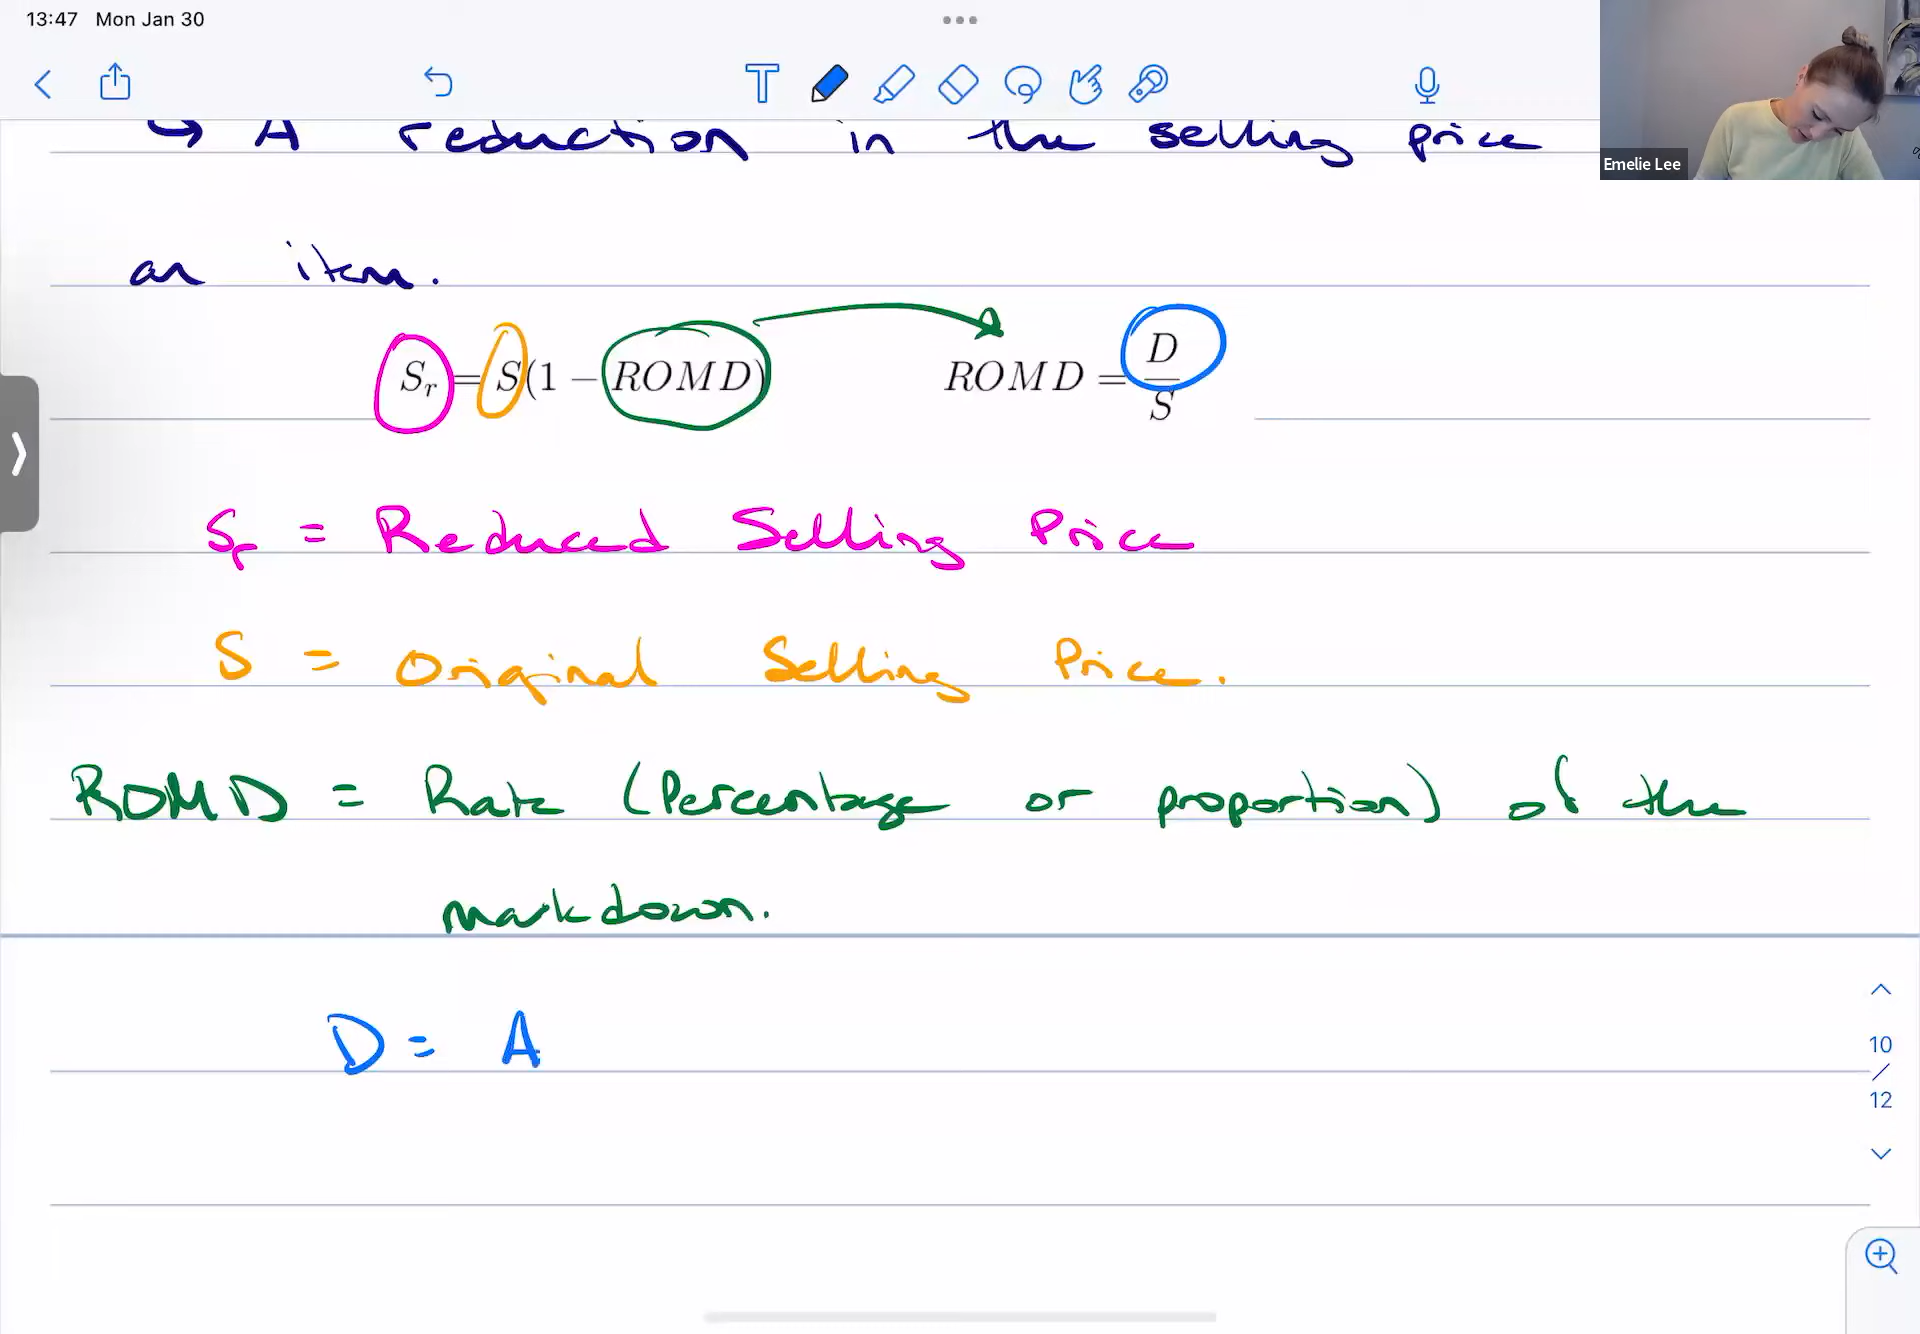 13:47 Mon Jan 30
Emelie Lee
↳ A reduction in the selling price
an item.
S_r = S(1 − ROMD) ROMD = D/S
Sr = Reduced Selling Price
S = Original Selling Price.
ROMD = Rate (Percentage or proportion) of the
markdown.
D = A
10
/
12